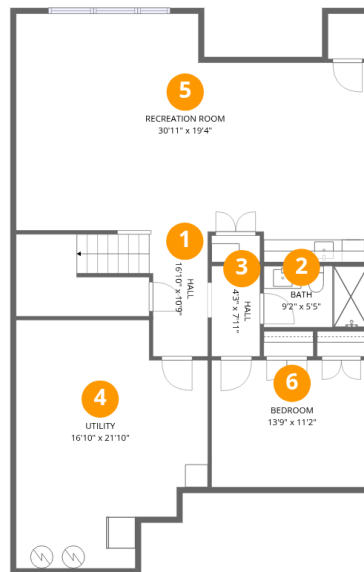 5
RECREATION ROOM
30'11" x 19'4"
1
HALL
16'10" x 10'9"
3
HALL
4'3" x 7'11"
2
BATH
9'2" x 5'5"
4
UTILITY
16'10" x 21'10"
6
BEDROOM
13'9" x 11'2"